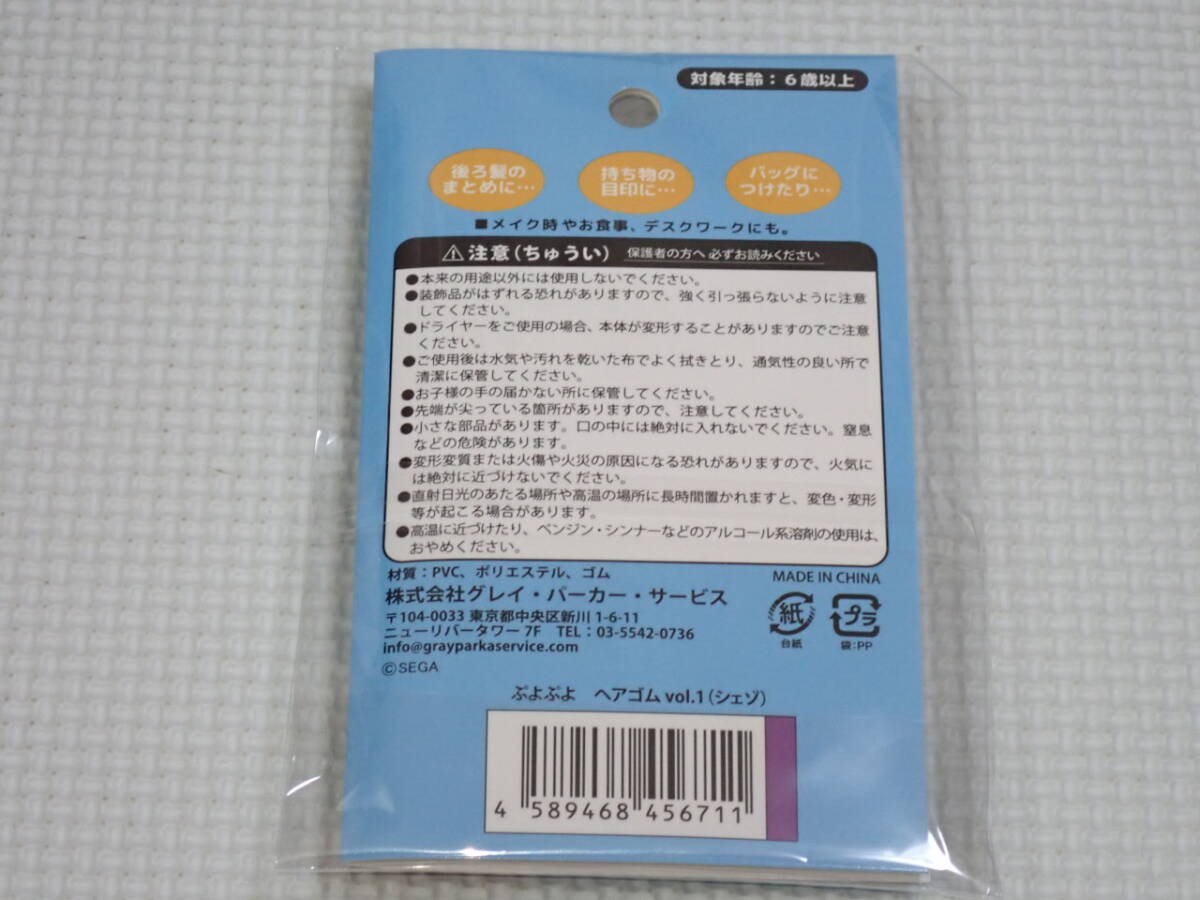 対象年齢：6歳以上
後ろ髪の
まとめに…
持ち物の
目印に…
バッグに
つけたり…
■メイク時やお食事、デスクワークにも。
⚠注意(ちゅうい) 保護者の方へ 必ずお読みください
●本来の用途以外には使用しないでください。
●装飾品がはずれる恐れがありますので、強く引っ張らないように注意
してください。
●ドライヤーをご使用の場合、本体が変形することがありますのでご注意
ください。
●ご使用後は水気や汚れを乾いた布でよく拭きとり、通気性の良い所で
清潔に保管してください。
●お子様の手の届かない所に保管してください。
●先端が尖っている箇所がありますので、注意してください。
●小さな部品があります。口の中には絶対に入れないでください。窒息
などの危険があります。
●変形変質または火傷や火災の原因になる恐れがありますので、火気に
は絶対に近づけないでください。
●直射日光のあたる場所や高温の場所に長時間置かれますと、変色・変形
等が起こる場合があります。
●高温に近づけたり、ベンジン・シンナーなどのアルコール系溶剤の使用は、
おやめください。
材質：PVC、ポリエステル、ゴム
MADE IN CHINA
株式会社グレイ・パーカー・サービス
〒104-0033 東京都中央区新川 1-6-11
ニューリバータワー 7F TEL：03-5542-0736
info@grayparkaservice.com
©SEGA
紙
台紙
プラ
袋:PP
ぷよぷよ ヘアゴム vol.1(シェゾ)
4 589468 456711